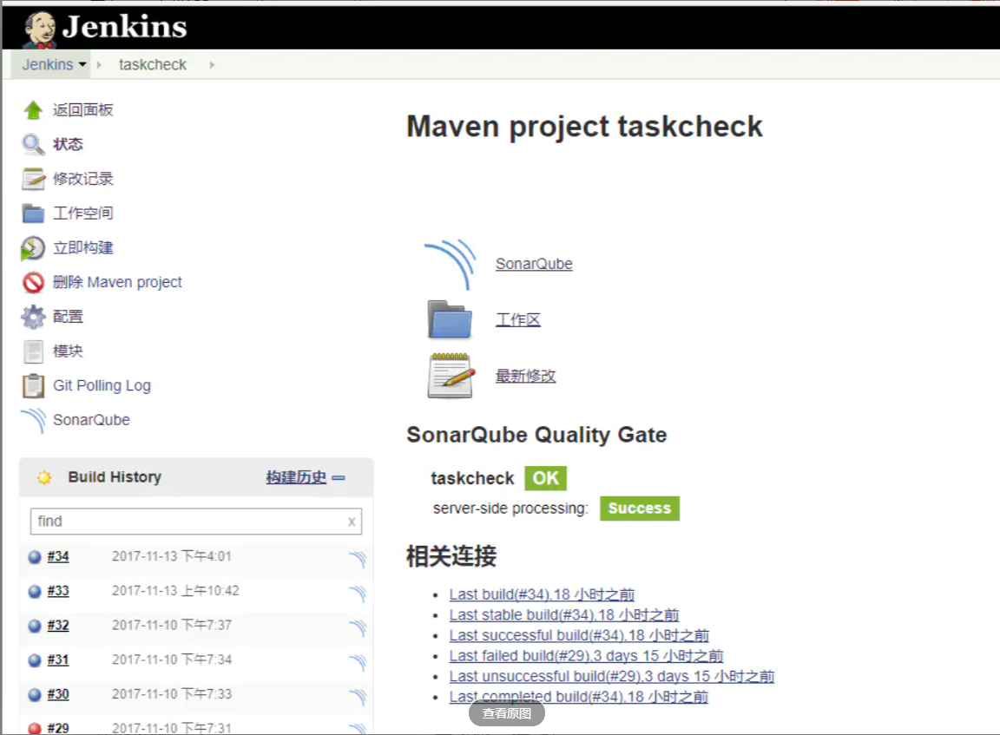 Jenkins
Jenkins taskcheck
返回面板
状态
修改记录
工作空间
立即构建
删除 Maven project
配置
模块
Git Polling Log
SonarQube
Build History 构建历史
find x
#34 2017-11-13 下午4:01
#33 2017-11-13 上午10:42
#32 2017-11-10 下午7:37
#31 2017-11-10 下午7:34
#30 2017-11-10 下午7:33
#29 2017-11-10 下午7:31
Maven project taskcheck
SonarQube
工作区
最新修改
SonarQube Quality Gate
taskcheck OK
server-side processing: Success
相关连接
Last build(#34),18 小时之前
Last stable build(#34),18 小时之前
Last successful build(#34),18 小时之前
Last failed build(#29),3 days 15 小时之前
Last unsuccessful build(#29),3 days 15 小时之前
Last completed build(#34),18 小时之前
查看原图